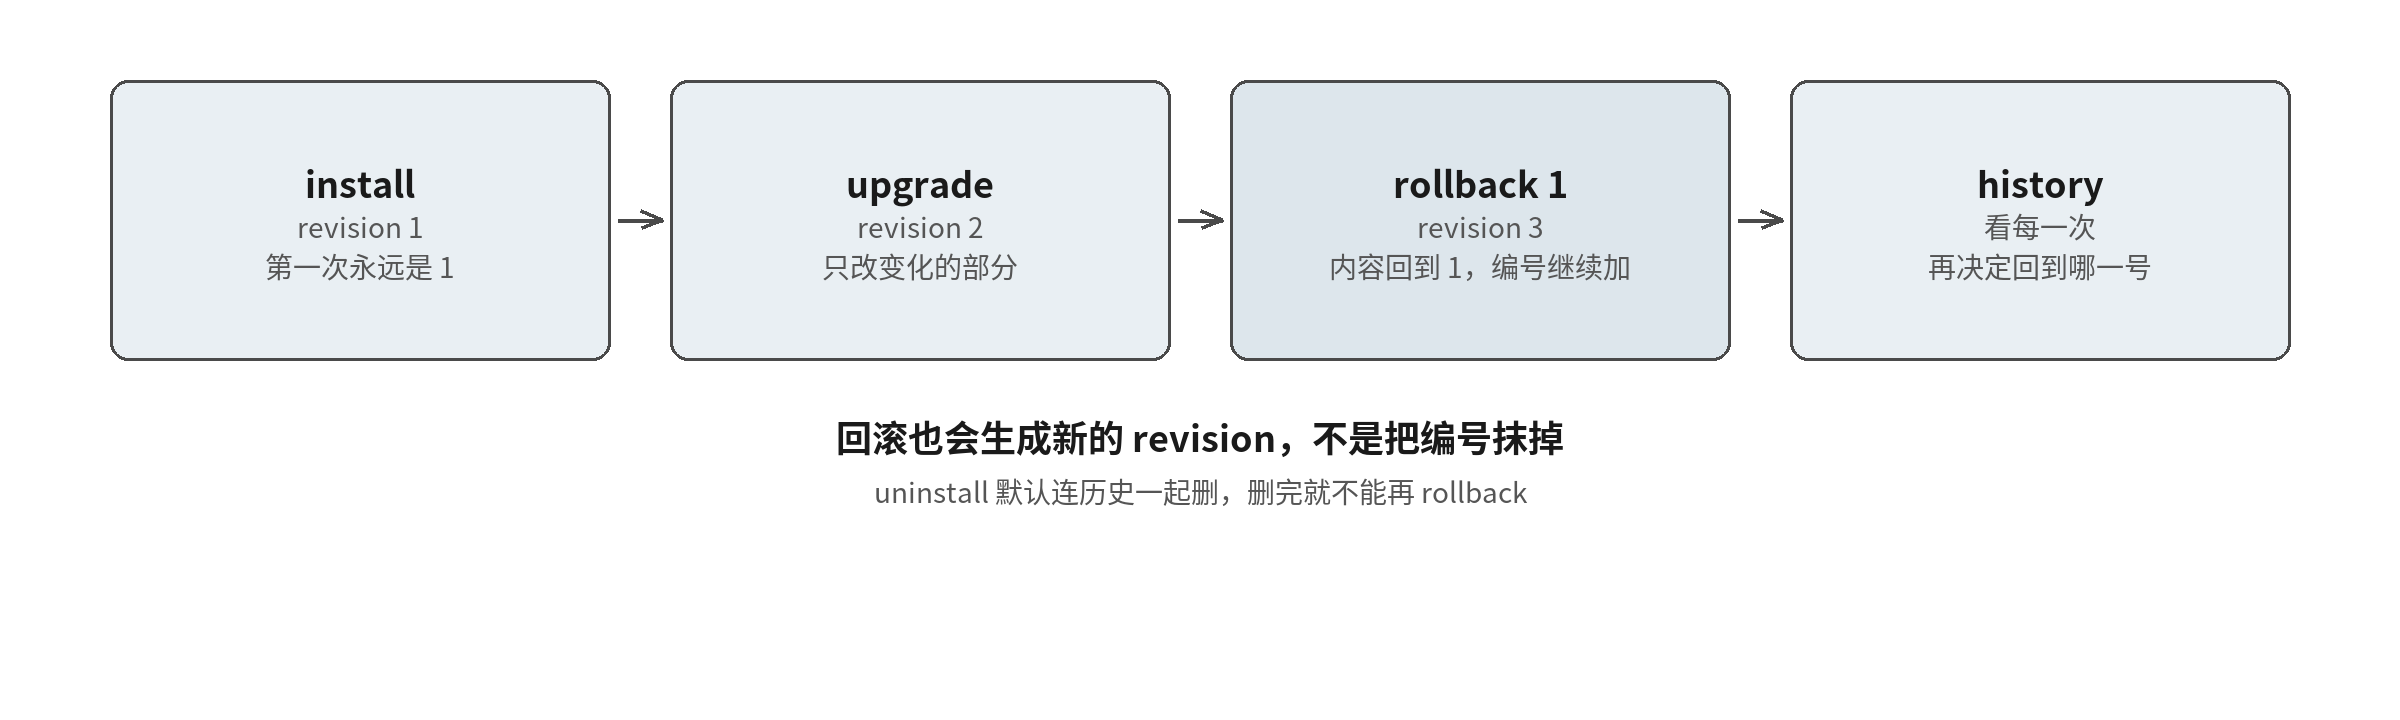 install
revision 1
第一次永远是 1
upgrade
revision 2
只改变化的部分
rollback 1
revision 3
内容回到 1，编号继续加
history
看每一次
再决定回到哪一号
回滚也会生成新的 revision，不是把编号抹掉
uninstall 默认连历史一起删，删完就不能再 rollback